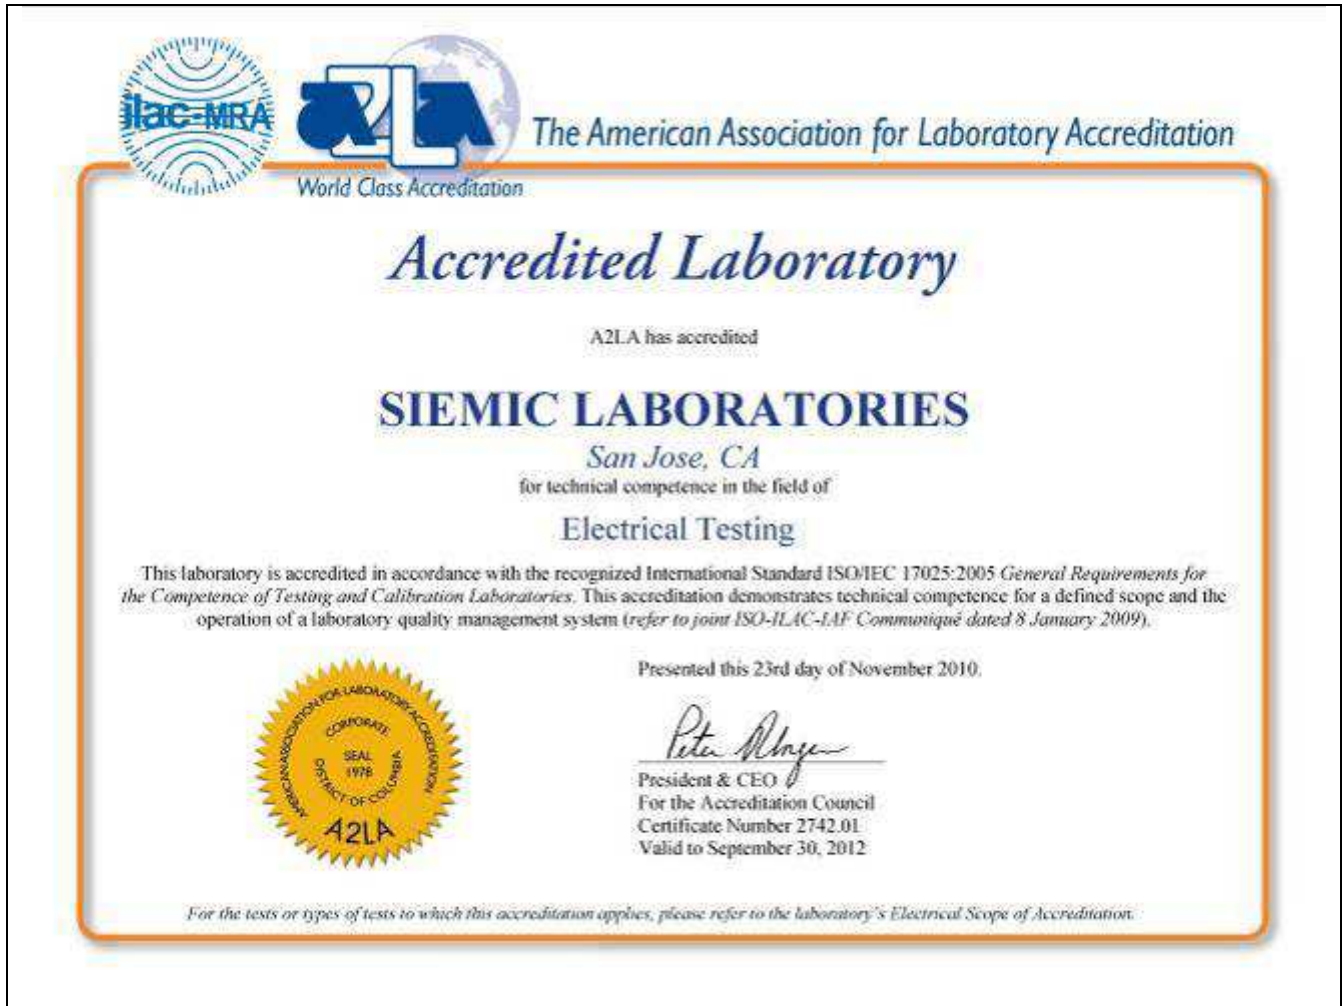 ilac-MRA
A2LA
The American Association for Laboratory Accreditation
World Class Accreditation
Accredited Laboratory
A2LA has accredited
SIEMIC LABORATORIES
San Jose, CA
for technical competence in the field of
Electrical Testing
This laboratory is accredited in accordance with the recognized International Standard ISO/IEC 17025:2005 General Requirements for
the Competence of Testing and Calibration Laboratories. This accreditation demonstrates technical competence for a defined scope and the
operation of a laboratory quality management system (refer to joint ISO-ILAC-IAF Communiqué dated 8 January 2009).
Presented this 23rd day of November 2010.
AMERICAN ASSOCIATION FOR LABORATORY ACCREDITATION
CORPORATE
SEAL
1978
DISTRICT OF COLUMBIA
A2LA
President & CEO
For the Accreditation Council
Certificate Number 2742.01
Valid to September 30, 2012
For the tests or types of tests to which this accreditation applies, please refer to the laboratory's Electrical Scope of Accreditation.